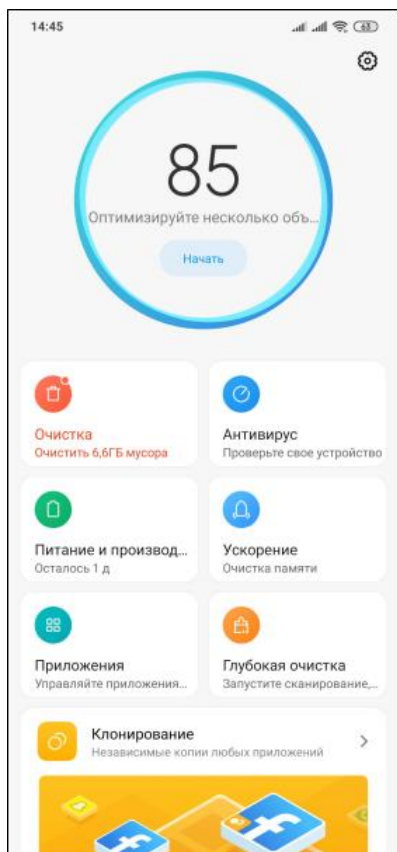 14:45
63
85
Оптимизируйте несколько объ...
Начать
Очистка
Очистить 6,6ГБ мусора
Антивирус
Проверьте свое устройство
Питание и производ...
Осталось 1 д
Ускорение
Очистка памяти
Приложения
Управляйте приложения...
Глубокая очистка
Запустите сканирование,...
Клонирование
Независимые копии любых приложений